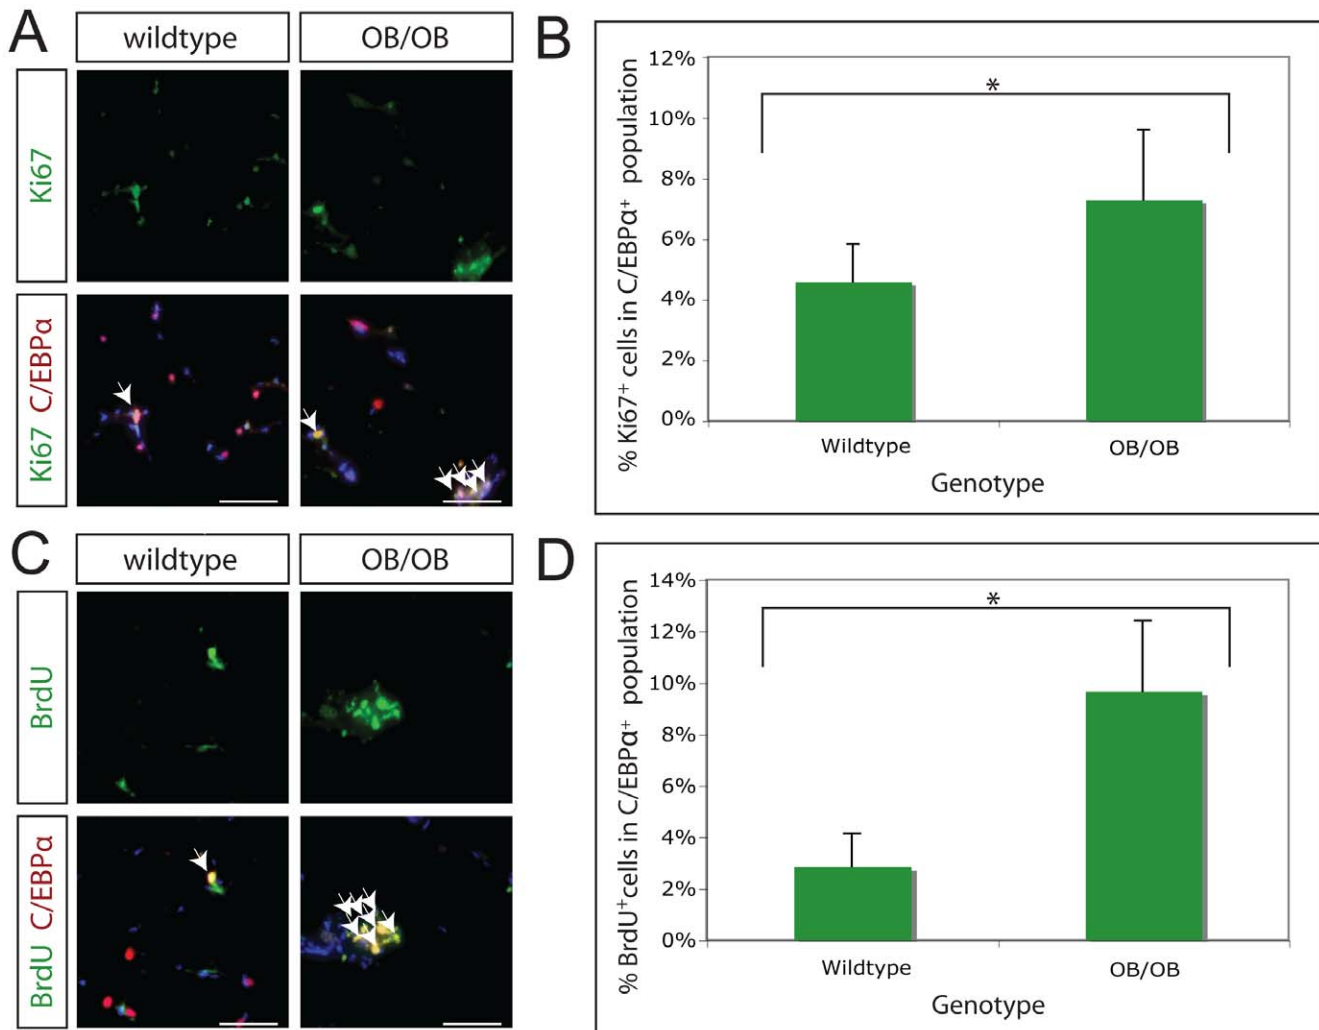 A
wildtype
OB/OB
Ki67
Ki67 C/EBPα
B
% Ki67⁺ cells in C/EBPα⁺ population
12%
10%
8%
6%
4%
2%
0%
*
Wildtype
OB/OB
Genotype
C
wildtype
OB/OB
BrdU
BrdU C/EBPα
D
% BrdU⁺cells in C/EBPα⁺ population
14%
12%
10%
8%
6%
4%
2%
0%
*
Wildtype
OB/OB
Genotype